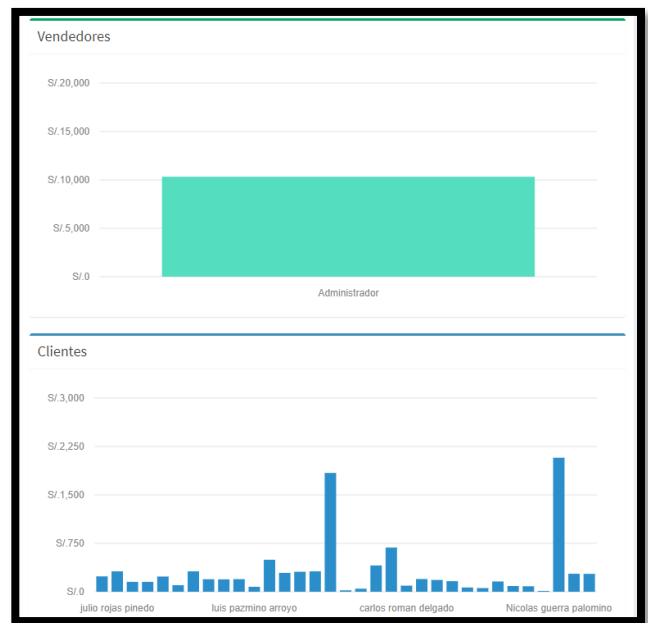 Vendedores
S/.20,000
S/.15,000
S/.10,000
S/.5,000
S/.0
Administrador
Clientes
S/.3,000
S/.2,250
S/.1,500
S/.750
S/.0
julio rojas pinedo luis pazmino arroyo carlos roman delgado Nicolas guerra palomino